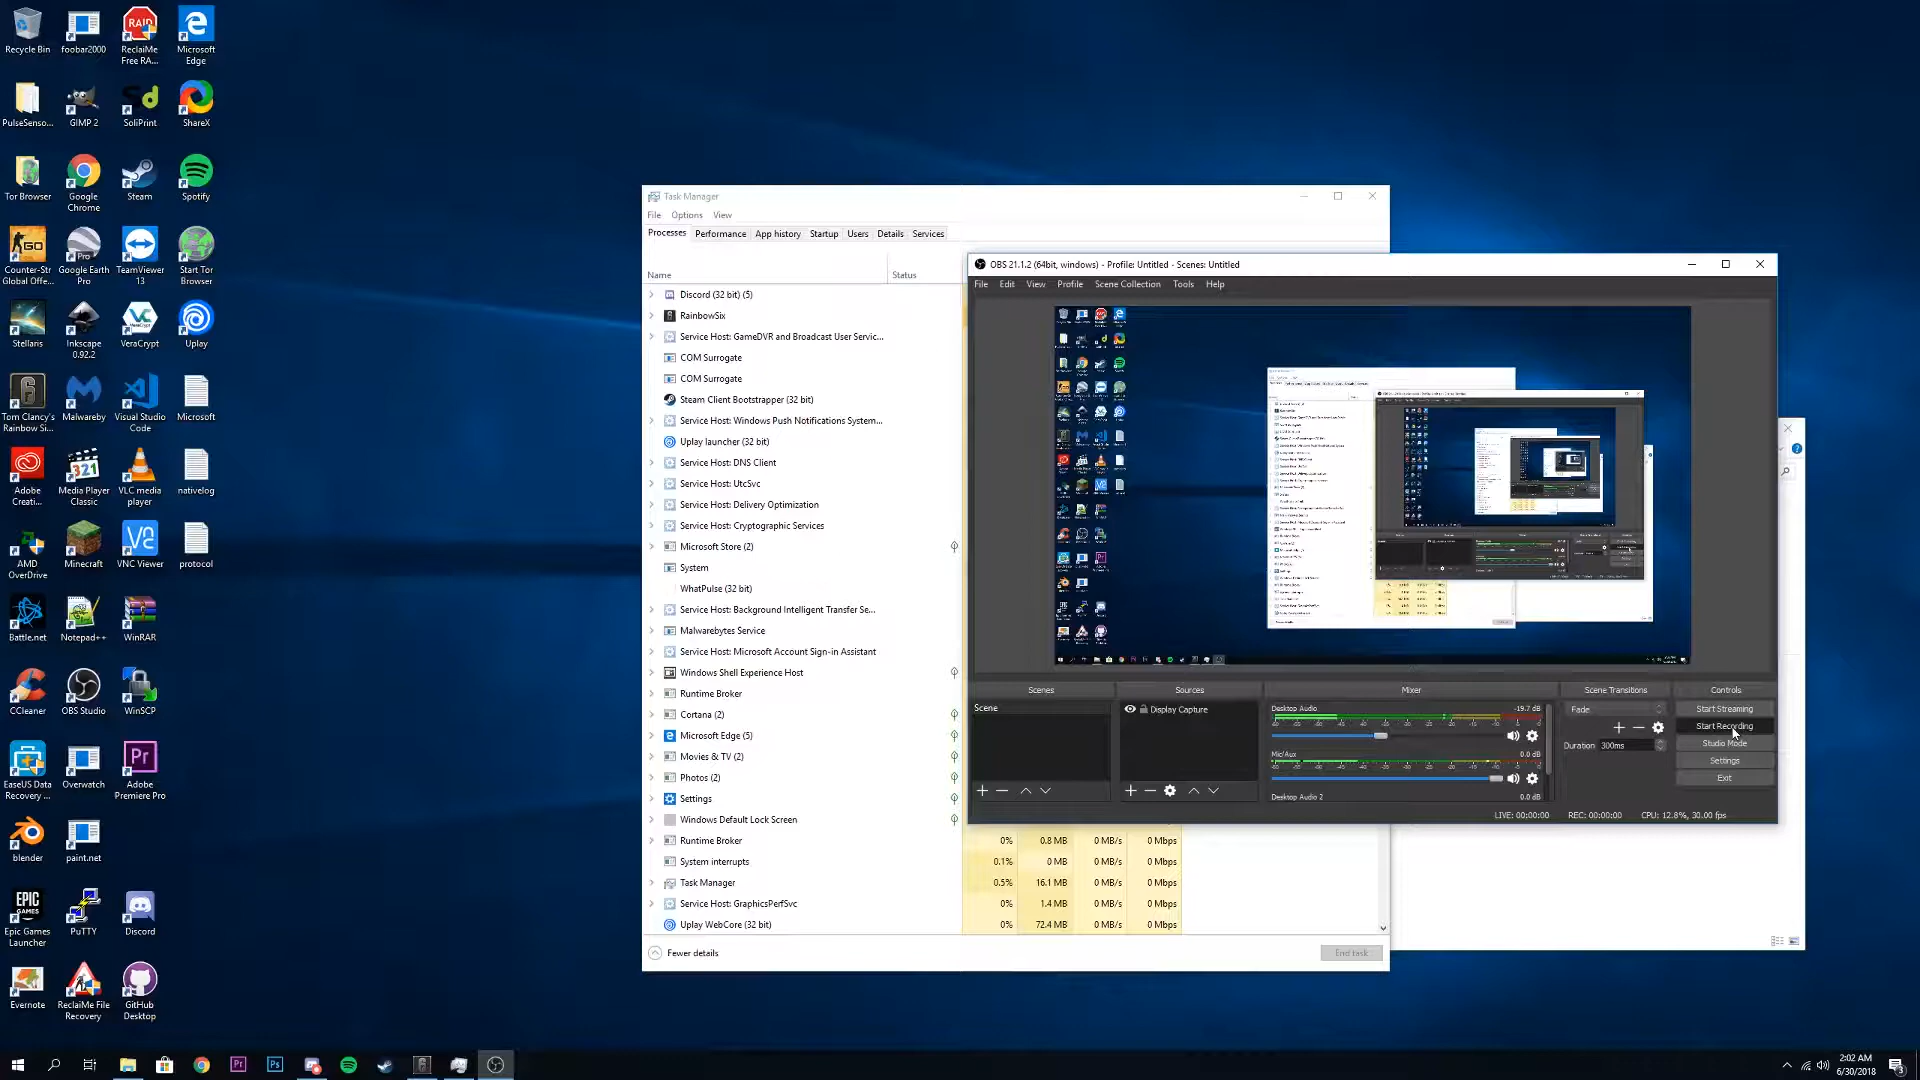 Recycle Bin
foobar2000
ReclaiMe
Free RA...
Microsoft
Edge
PulseSenso...
GIMP 2
SoliPrint
ShareX
Tor Browser
Google
Chrome
Steam
Spotify
Counter-Str
Global Offe...
Google Earth
Pro
TeamViewer
13
Start Tor
Browser
Stellaris
Inkscape
0.92.2
VeraCrypt
Uplay
Tom Clancy's
Rainbow Si...
Malwareby
Visual Studio
Code
Microsoft
Adobe
Creati...
Media Player
Classic
VLC media
player
nativelog
AMD
OverDrive
Minecraft
VNC Viewer
protocol
Battle.net
Notepad++
WinRAR
CCleaner
OBS Studio
WinSCP
EaseUS Data
Recovery ...
Overwatch
Adobe
Premiere Pro
blender
paint.net
Epic Games
Launcher
PuTTY
Discord
Evernote
ReclaiMe File
Recovery
GitHub
Desktop
Task Manager
File Options View
Processes Performance App history Startup Users Details Services
Name Status
Discord (32 bit) (5)
RainbowSix
Service Host: GameDVR and Broadcast User Servic...
COM Surrogate
COM Surrogate
Steam Client Bootstrapper (32 bit)
Service Host: Windows Push Notifications System...
Uplay launcher (32 bit)
Service Host: DNS Client
Service Host: UtcSvc
Service Host: Delivery Optimization
Service Host: Cryptographic Services
Microsoft Store (2)
System
WhatPulse (32 bit)
Service Host: Background Intelligent Transfer Se...
Malwarebytes Service
Service Host: Microsoft Account Sign-in Assistant
Windows Shell Experience Host
Runtime Broker
Cortana (2)
Microsoft Edge (5)
Movies & TV (2)
Photos (2)
Settings
Windows Default Lock Screen
Runtime Broker 0% 0.8 MB 0 MB/s 0 Mbps
System interrupts 0.1% 0 MB 0 MB/s 0 Mbps
Task Manager 0.5% 16.1 MB 0 MB/s 0 Mbps
Service Host: GraphicsPerfSvc 0% 1.4 MB 0 MB/s 0 Mbps
Uplay WebCore (32 bit) 0% 72.4 MB 0 MB/s 0 Mbps
Fewer details End task
OBS 21.1.2 (64bit, windows) - Profile: Untitled - Scenes: Untitled
File Edit View Profile Scene Collection Tools Help
Scenes Sources Mixer Scene Transitions Controls
Scene
Display Capture
Desktop Audio -19.7 dB
Mic/Aux 0.0 dB
Desktop Audio 2 0.0 dB
Fade
Duration 300ms
Start Streaming
Start Recording
Studio Mode
Settings
Exit
LIVE: 00:00:00 REC: 00:00:00 CPU: 12.8%, 30.00 fps
2:02 AM
6/30/2018